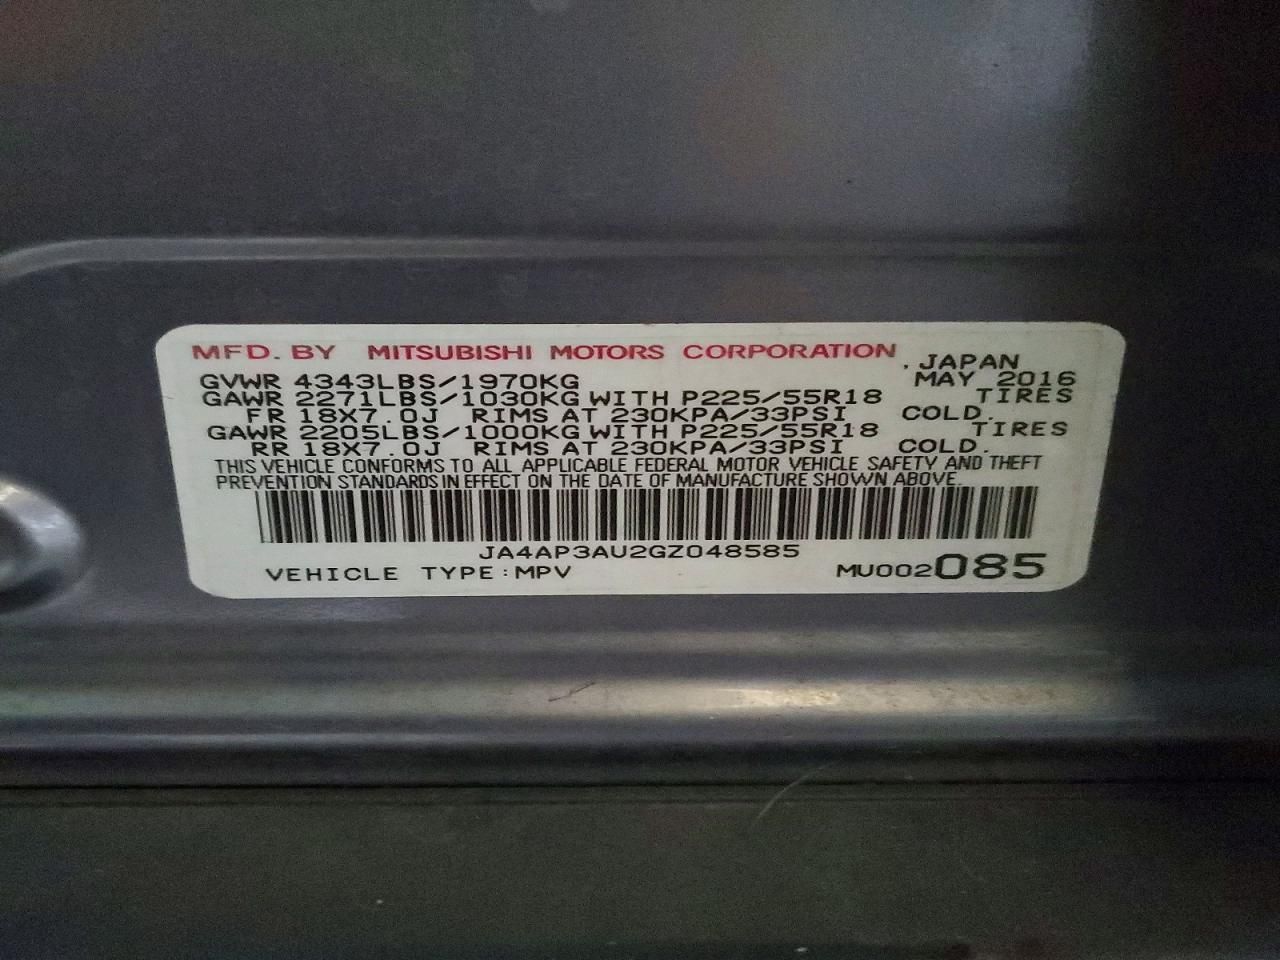 MFD. BY MITSUBISHI MOTORS CORPORATION , JAPAN
GVWR 4343LBS/1970KG MAY 2016
GAWR 2271LBS/1030KG WITH P225/55R18 TIRES
FR 18X7.0J RIMS AT 230KPA/33PSI COLD.
GAWR 2205LBS/1000KG WITH P225/55R18 TIRES
RR 18X7.0J RIMS AT 230KPA/33PSI COLD.
THIS VEHICLE CONFORMS TO ALL APPLICABLE FEDERAL MOTOR VEHICLE SAFETY AND THEFT
PREVENTION STANDARDS IN EFFECT ON THE DATE OF MANUFACTURE SHOWN ABOVE.
JA4AP3AU2GZ048585
VEHICLE TYPE:MPV MU002085